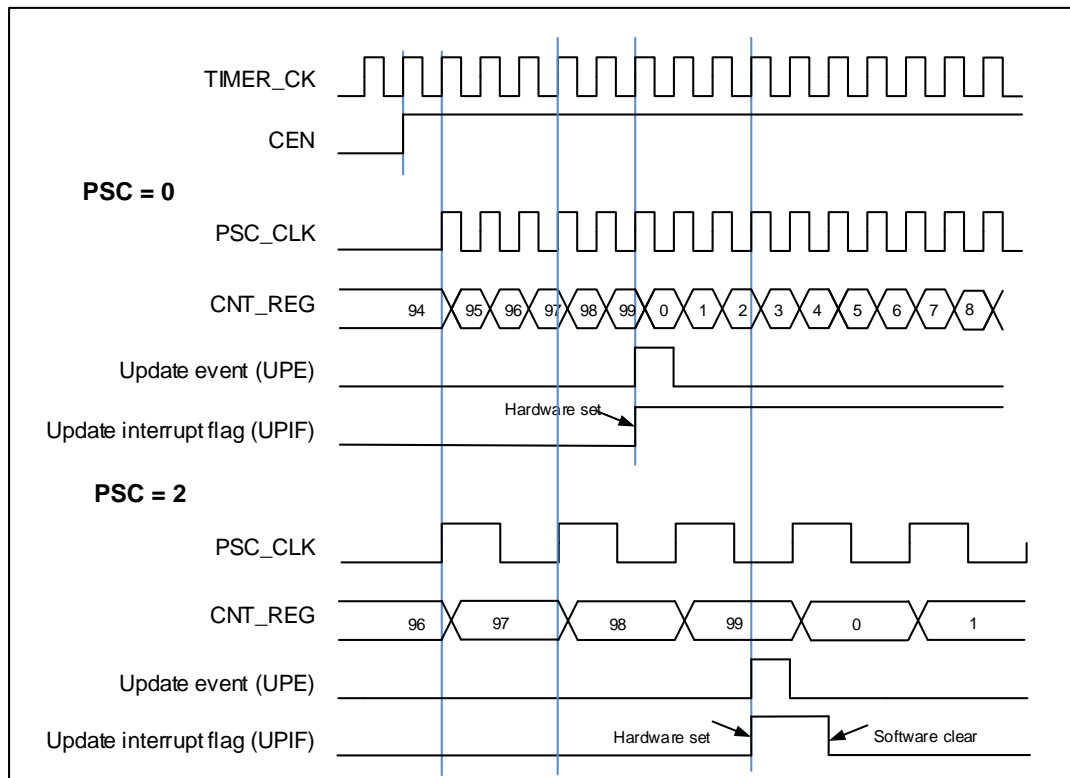 TIMER_CK
CEN
PSC = 0
PSC_CLK
CNT_REG 94 95 96 97 98 99 0 1 2 3 4 5 6 7 8
Update event (UPE)
Hardware set
Update interrupt flag (UPIF)
PSC = 2
PSC_CLK
CNT_REG 96 97 98 99 0 1
Update event (UPE)
Update interrupt flag (UPIF) Hardware set Software clear